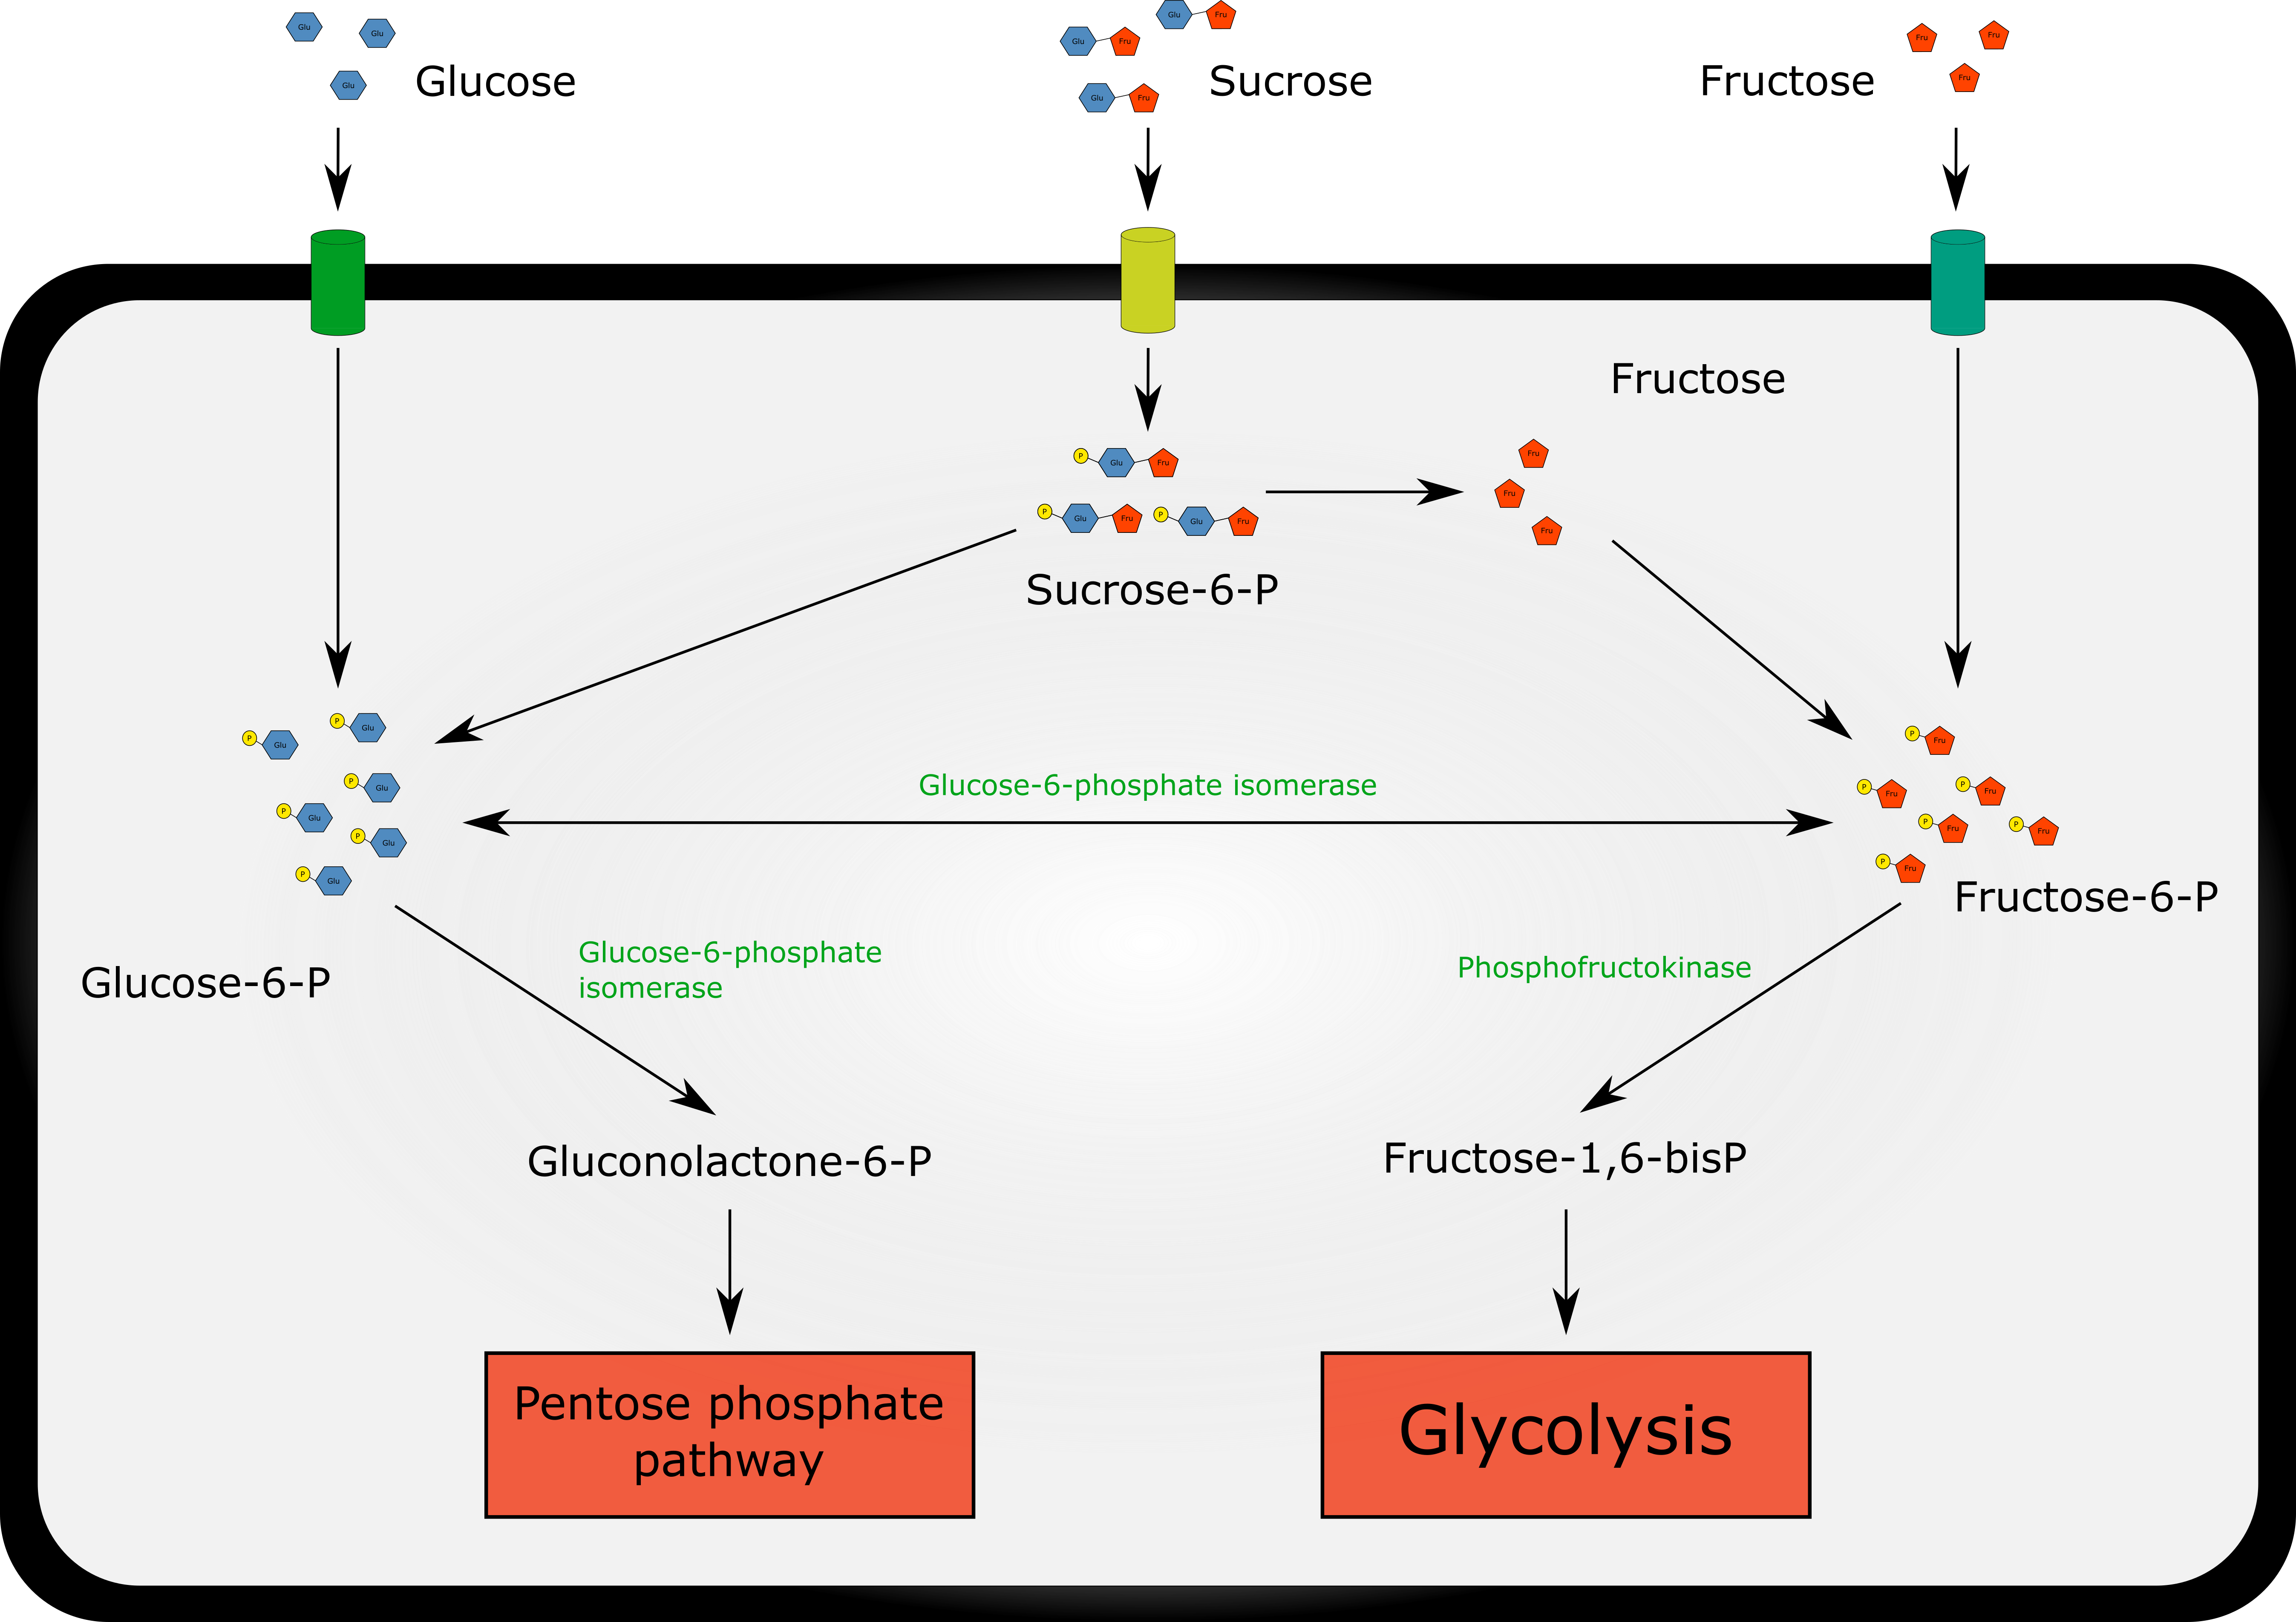 Glu
Glu
Glu
Glucose
Glu Fru
Glu Fru
Glu Fru
Sucrose
Fructose
Fru
Fru
Fru
Fructose
P Glu Fru
P Glu Fru
P Glu Fru
Sucrose-6-P
Fru
Fru
Fru
P Glu
P Glu
P Glu
P Glu
P Glu
P Glu
Glucose-6-P
Glucose-6-phosphate isomerase
P Fru
P Fru
P Fru
P Fru
P Fru
P Fru
Fructose-6-P
Glucose-6-phosphate
isomerase
Phosphofructokinase
Gluconolactone-6-P
Fructose-1,6-bisP
Pentose phosphate
pathway
Glycolysis